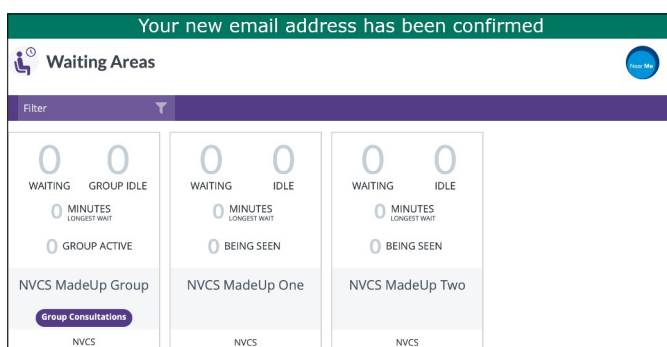 Your new email address has been confirmed
Waiting Areas
Near Me
Filter
0 0
WAITING GROUP IDLE
0 MINUTES
LONGEST WAIT
0 GROUP ACTIVE
NVCS MadeUp Group
Group Consultations
NVCS
0 0
WAITING IDLE
0 MINUTES
LONGEST WAIT
0 BEING SEEN
NVCS MadeUp One
NVCS
0 0
WAITING IDLE
0 MINUTES
LONGEST WAIT
0 BEING SEEN
NVCS MadeUp Two
NVCS